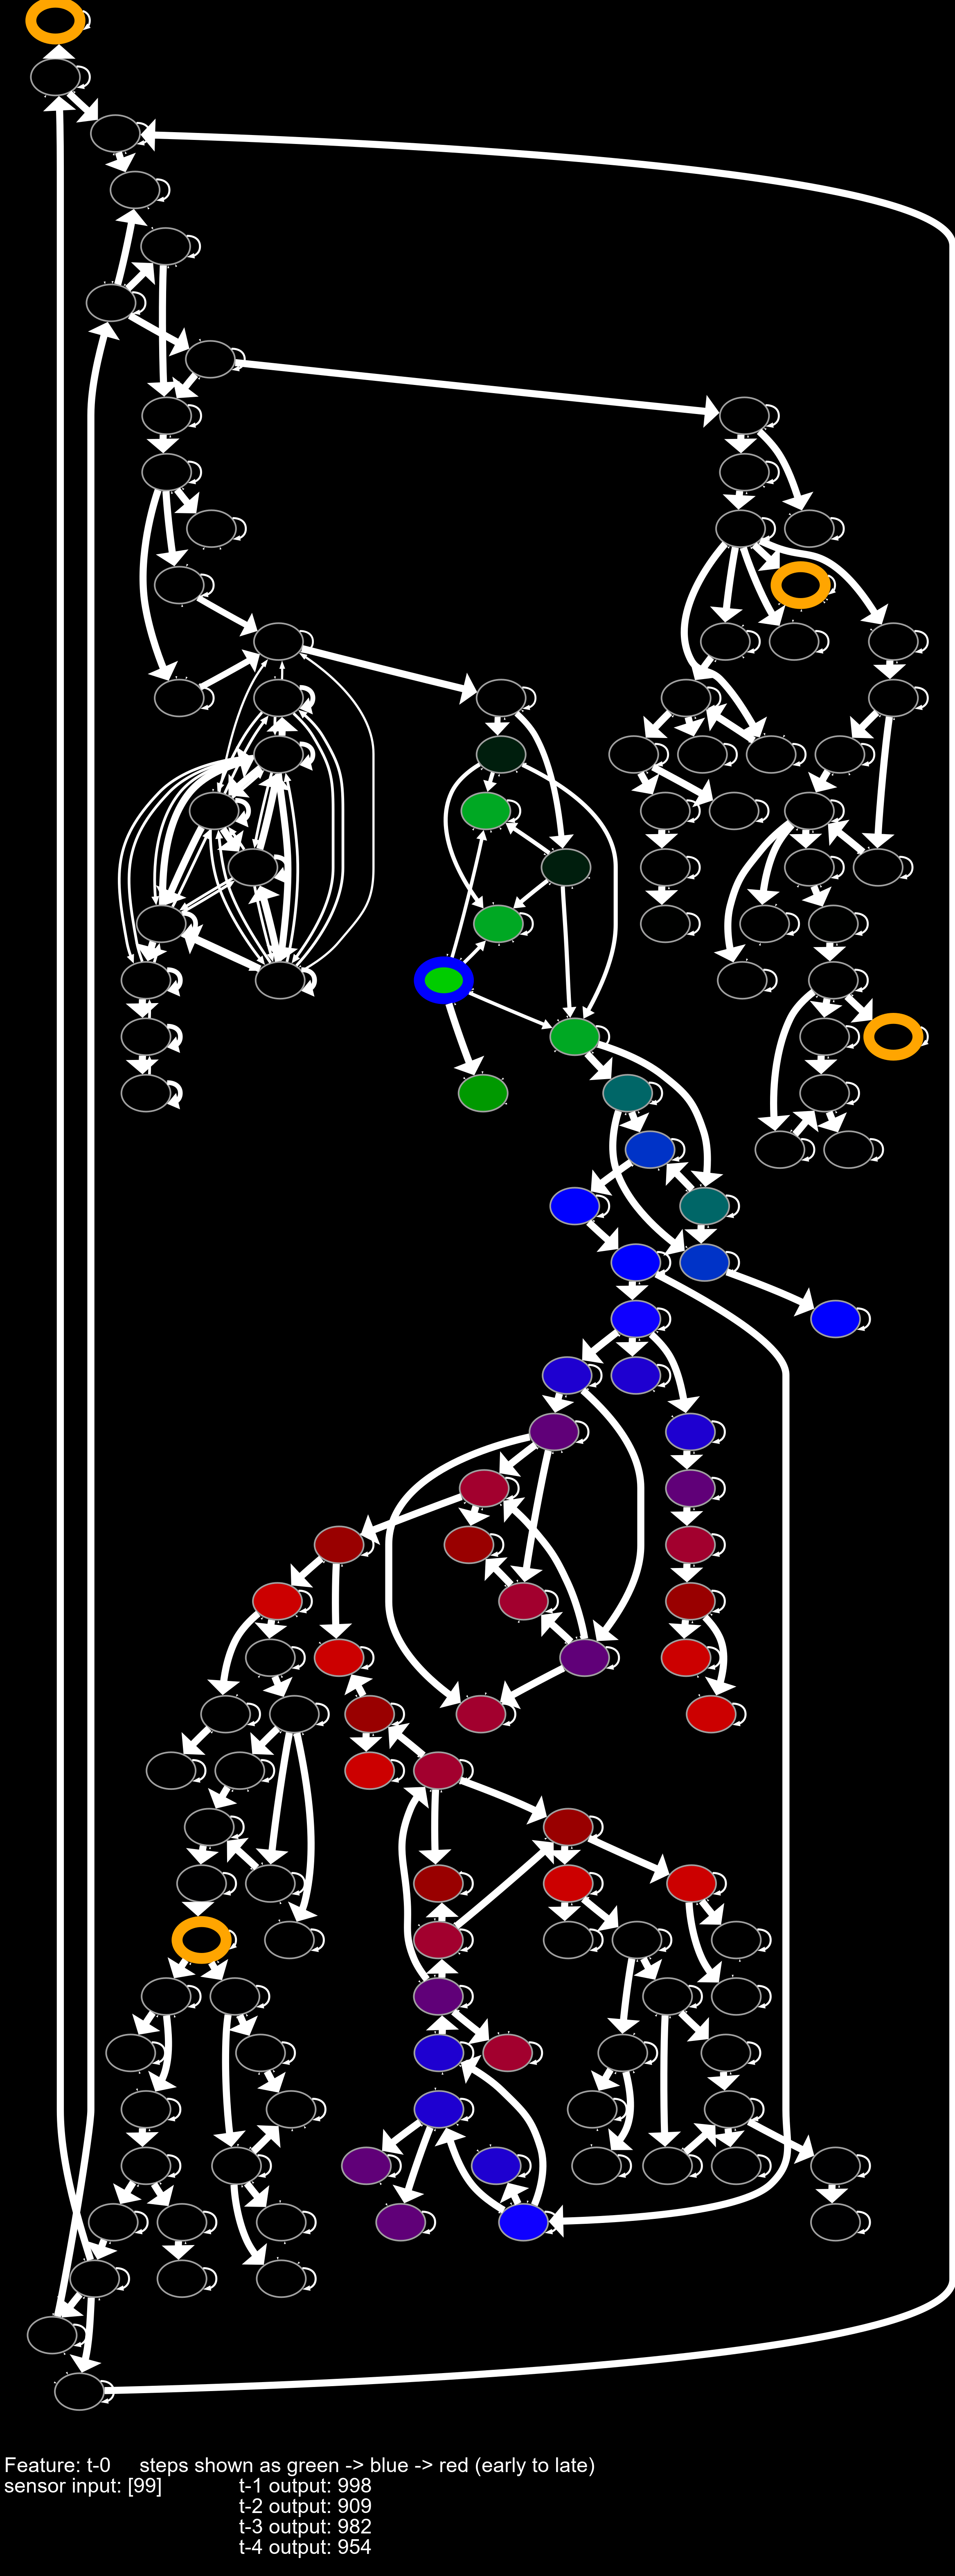 Feature: t-0     steps shown as green -> blue -> red (early to late)
sensor input: [99]     t-1 output: 998
t-2 output: 909
t-3 output: 982
t-4 output: 954